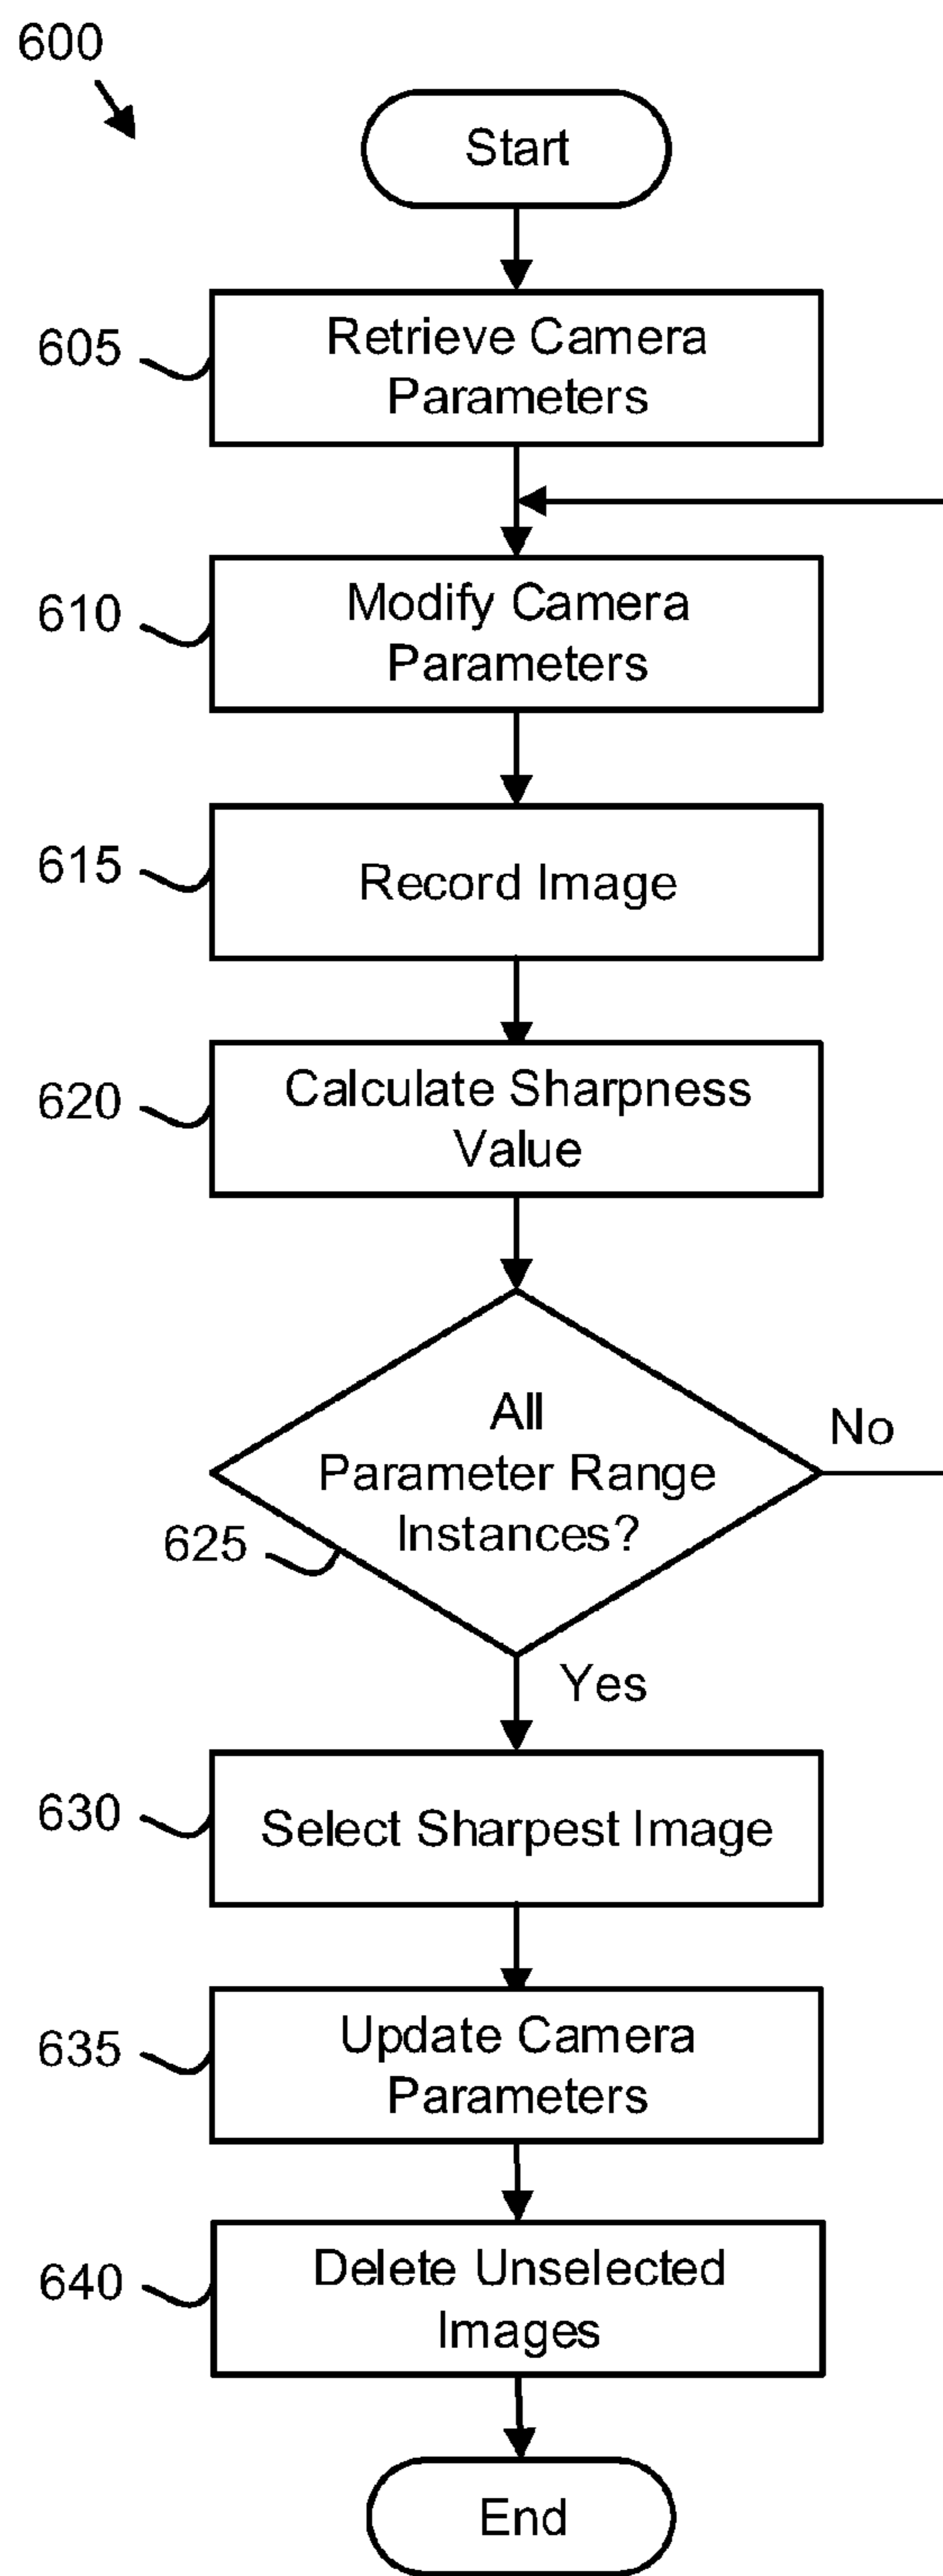 600
Start
605
Retrieve Camera
Parameters
610
Modify Camera
Parameters
615
Record Image
620
Calculate Sharpness
Value
All
Parameter Range
Instances?
No
625
Yes
630
Select Sharpest Image
635
Update Camera
Parameters
640
Delete Unselected
Images
End